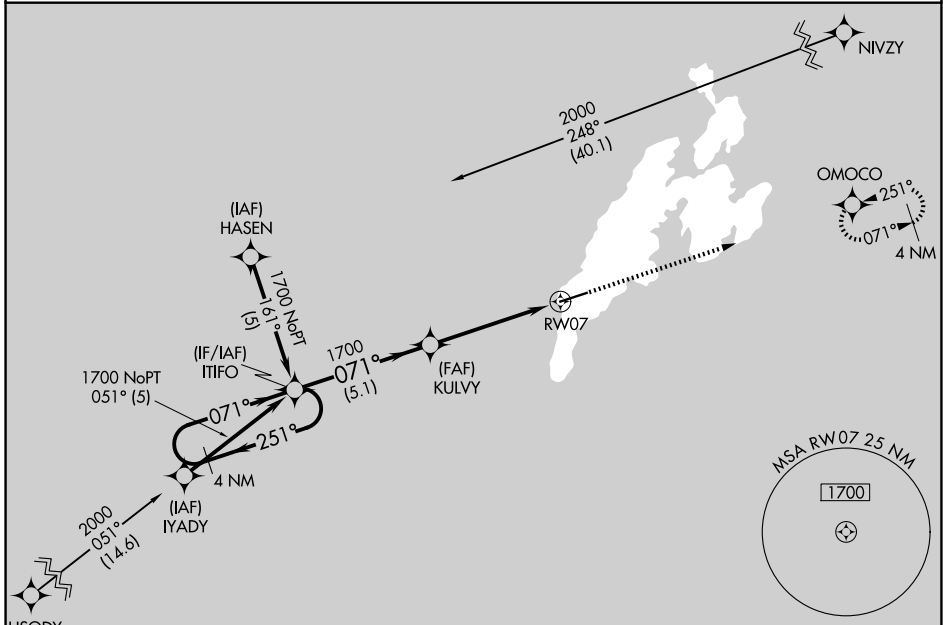 NIVZY
2000
248°
(40.1)
OMOCO
251°
071°
4 NM
(IAF)
HASEN
1700 NoPT
161°
(5)
RW07
(IF/IAF)
ITIFO
1700
071°
(5.1)
(FAF)
KULVY
1700 NoPT
051° (5)
071°
251°
4 NM
(IAF)
IYADY
2000
051°
(14.6)
MSA RW07 25 NM
1700